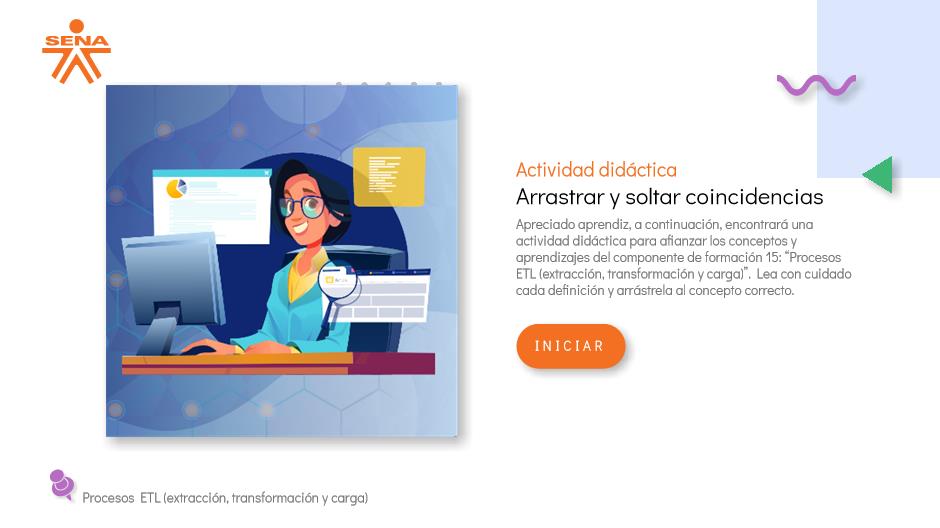 SENA
Actividad didáctica
Arrastrar y soltar coincidencias
Apreciado aprendiz, a continuación, encontrará una
actividad didáctica para afianzar los conceptos y
aprendizajes del componente de formación 15: “Procesos
ETL (extracción, transformación y carga)”. Lea con cuidado
cada definición y arrástrela al concepto correcto.
INICIAR
Procesos ETL (extracción, transformación y carga)